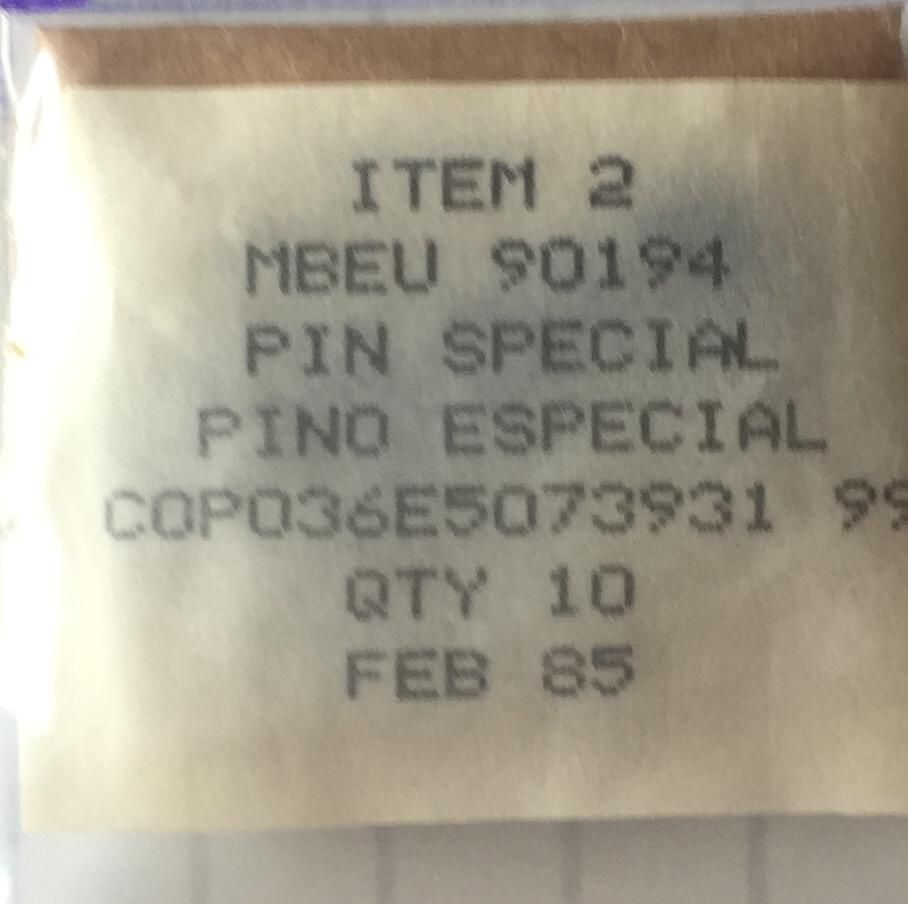 ITEM 2
MBEU 90194
PIN SPECIAL
PINO ESPECIAL
COP036E5073931 99
QTY 10
FEB 85